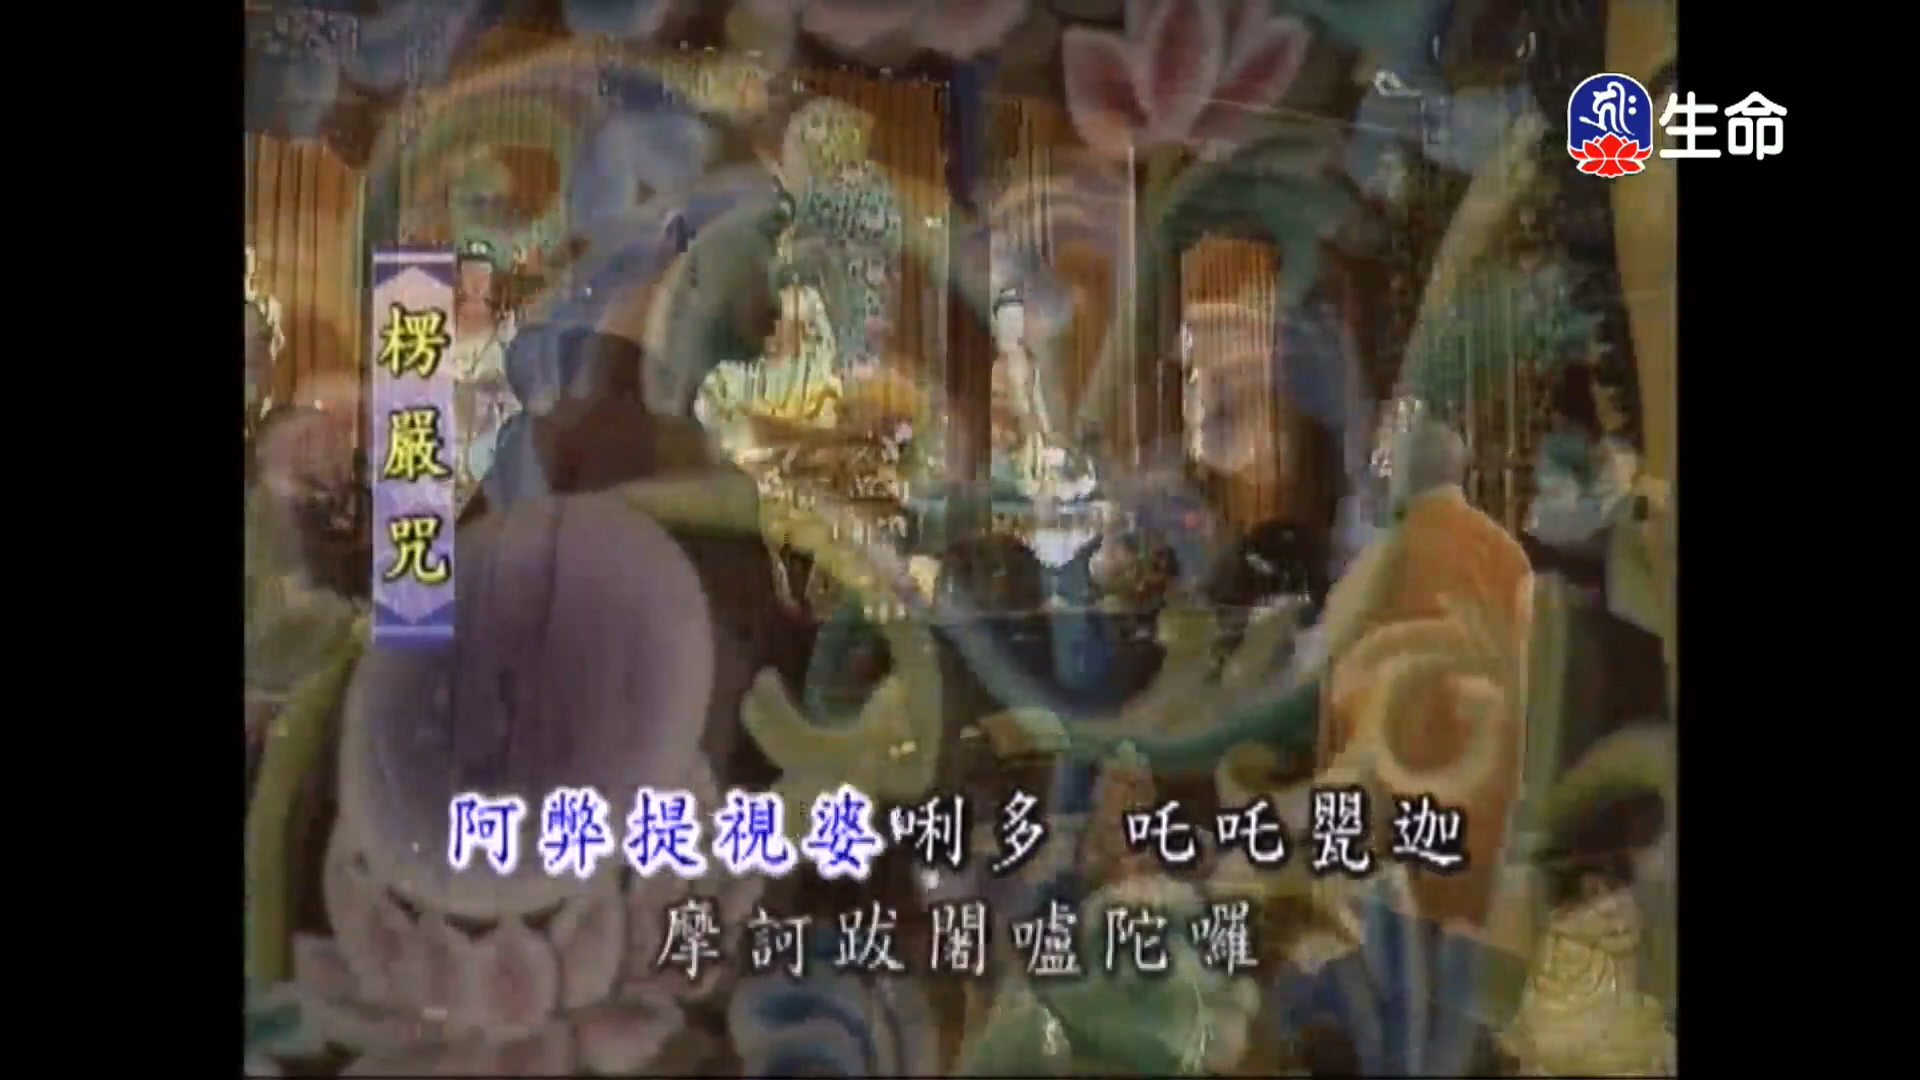 生命
楞嚴咒
阿弊提視婆唎多 吒吒甖迦
摩訶跋闍嚧陀囉